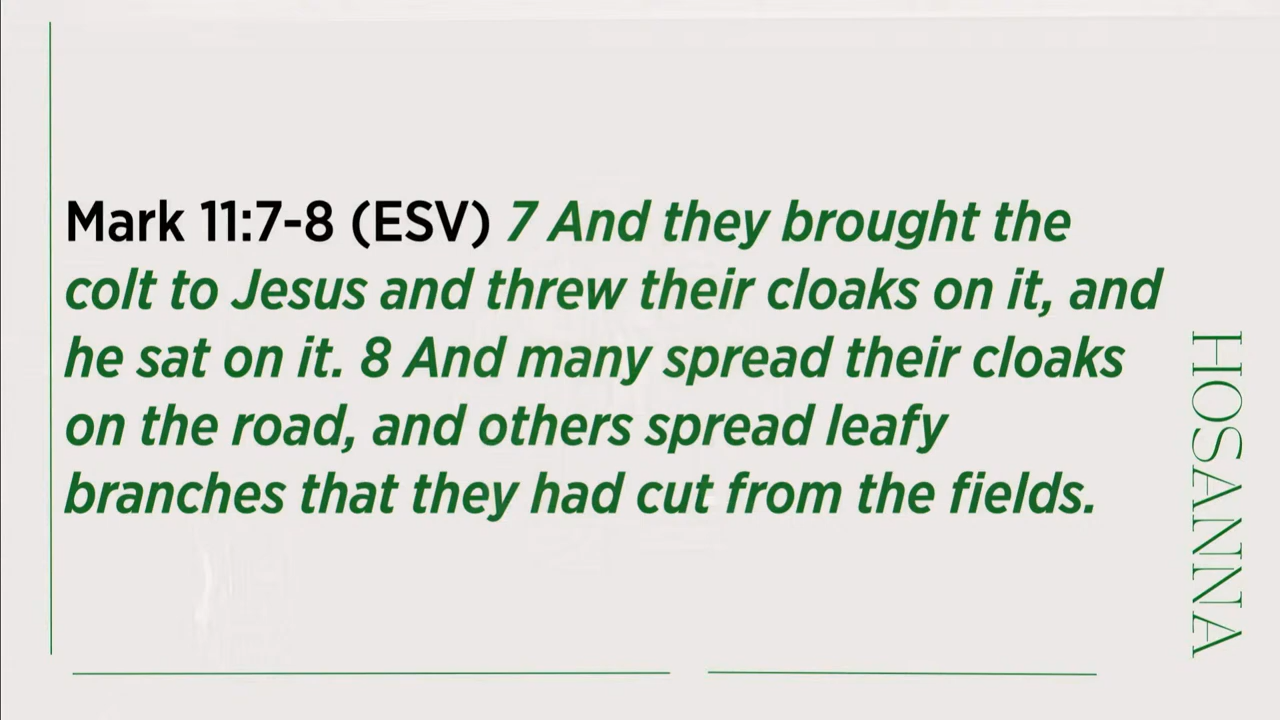 Mark 11:7-8 (ESV) 7 And they brought the
colt to Jesus and threw their cloaks on it, and
he sat on it. 8 And many spread their cloaks
on the road, and others spread leafy
branches that they had cut from the fields.
HOSANNA